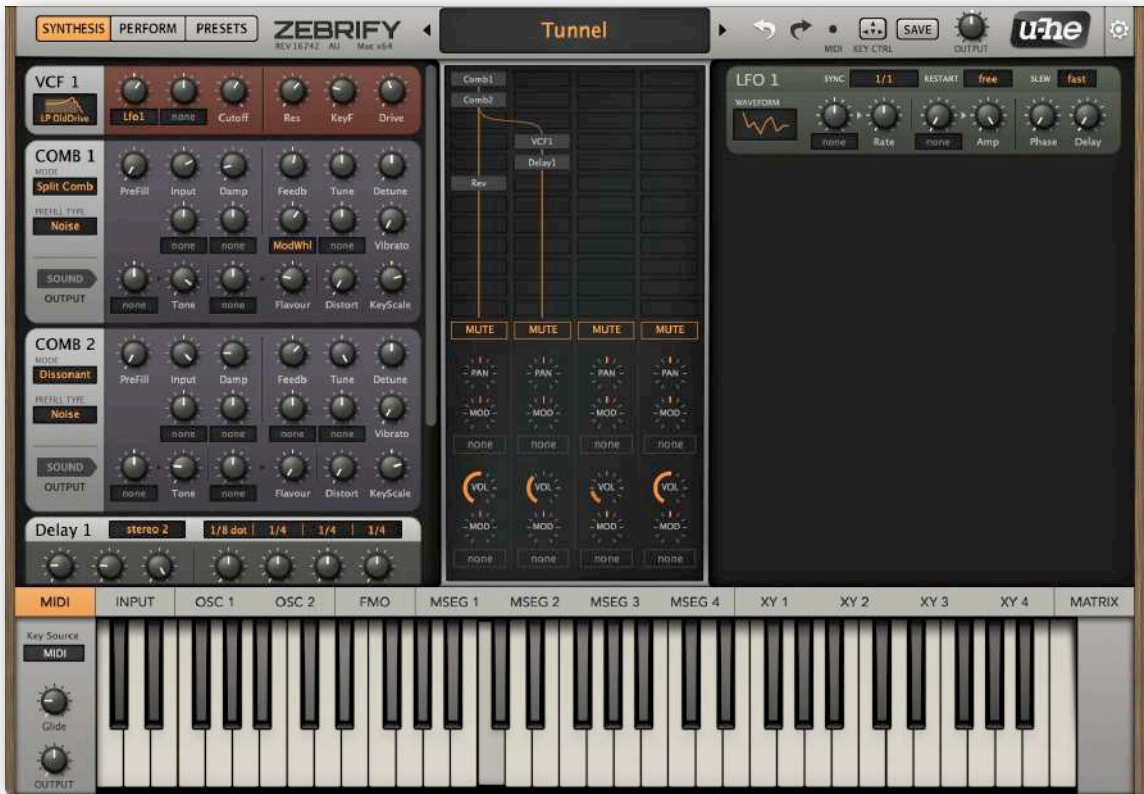 SYNTHESIS PERFORM PRESETS
ZEBRIFY
REV 16742 AU Mac x64
Tunnel
MIDI KEY CTRL
SAVE
OUTPUT
u-he
VCF 1
LP OldDrive
Lfo1 none Cutoff Res KeyF Drive
COMB 1
MODE
Split Comb
PREFILL TYPE
Noise
SOUND
OUTPUT
PreFill Input Damp Feedb Tune Detune
none none ModWhl none Vibrato
none Tone none Flavour Distort KeyScale
COMB 2
MODE
Dissonant
PREFILL TYPE
Noise
SOUND
OUTPUT
PreFill Input Damp Feedb Tune Detune
none none none none Vibrato
none Tone none Flavour Distort KeyScale
Delay 1 stereo 2 1/8 dot 1/4 1/4 1/4
Comb1
Comb2
VCF1
Delay1
Rev
MUTE MUTE MUTE MUTE
PAN PAN PAN PAN
MOD MOD MOD MOD
none none none none
VOL VOL VOL VOL
MOD MOD MOD MOD
none none none none
LFO 1 SYNC 1/1 RESTART free SLEW fast
WAVEFORM
none Rate none Amp Phase Delay
MIDI INPUT OSC 1 OSC 2 FMO MSEG 1 MSEG 2 MSEG 3 MSEG 4 XY 1 XY 2 XY 3 XY 4 MATRIX
Key Source
MIDI
Glide
OUTPUT